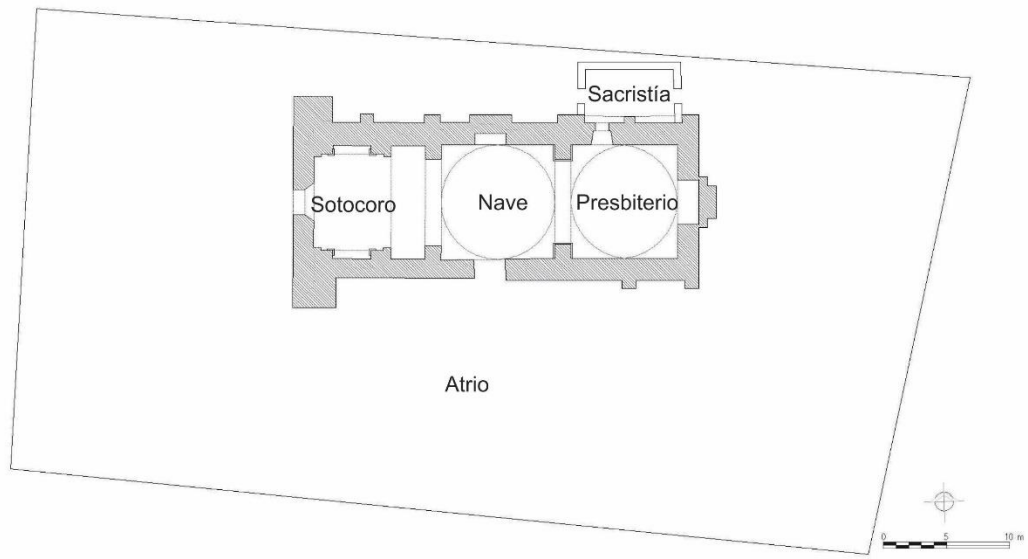 Sacristía
Sotocoro
Nave
Presbiterio
Atrio
0 5 10 m